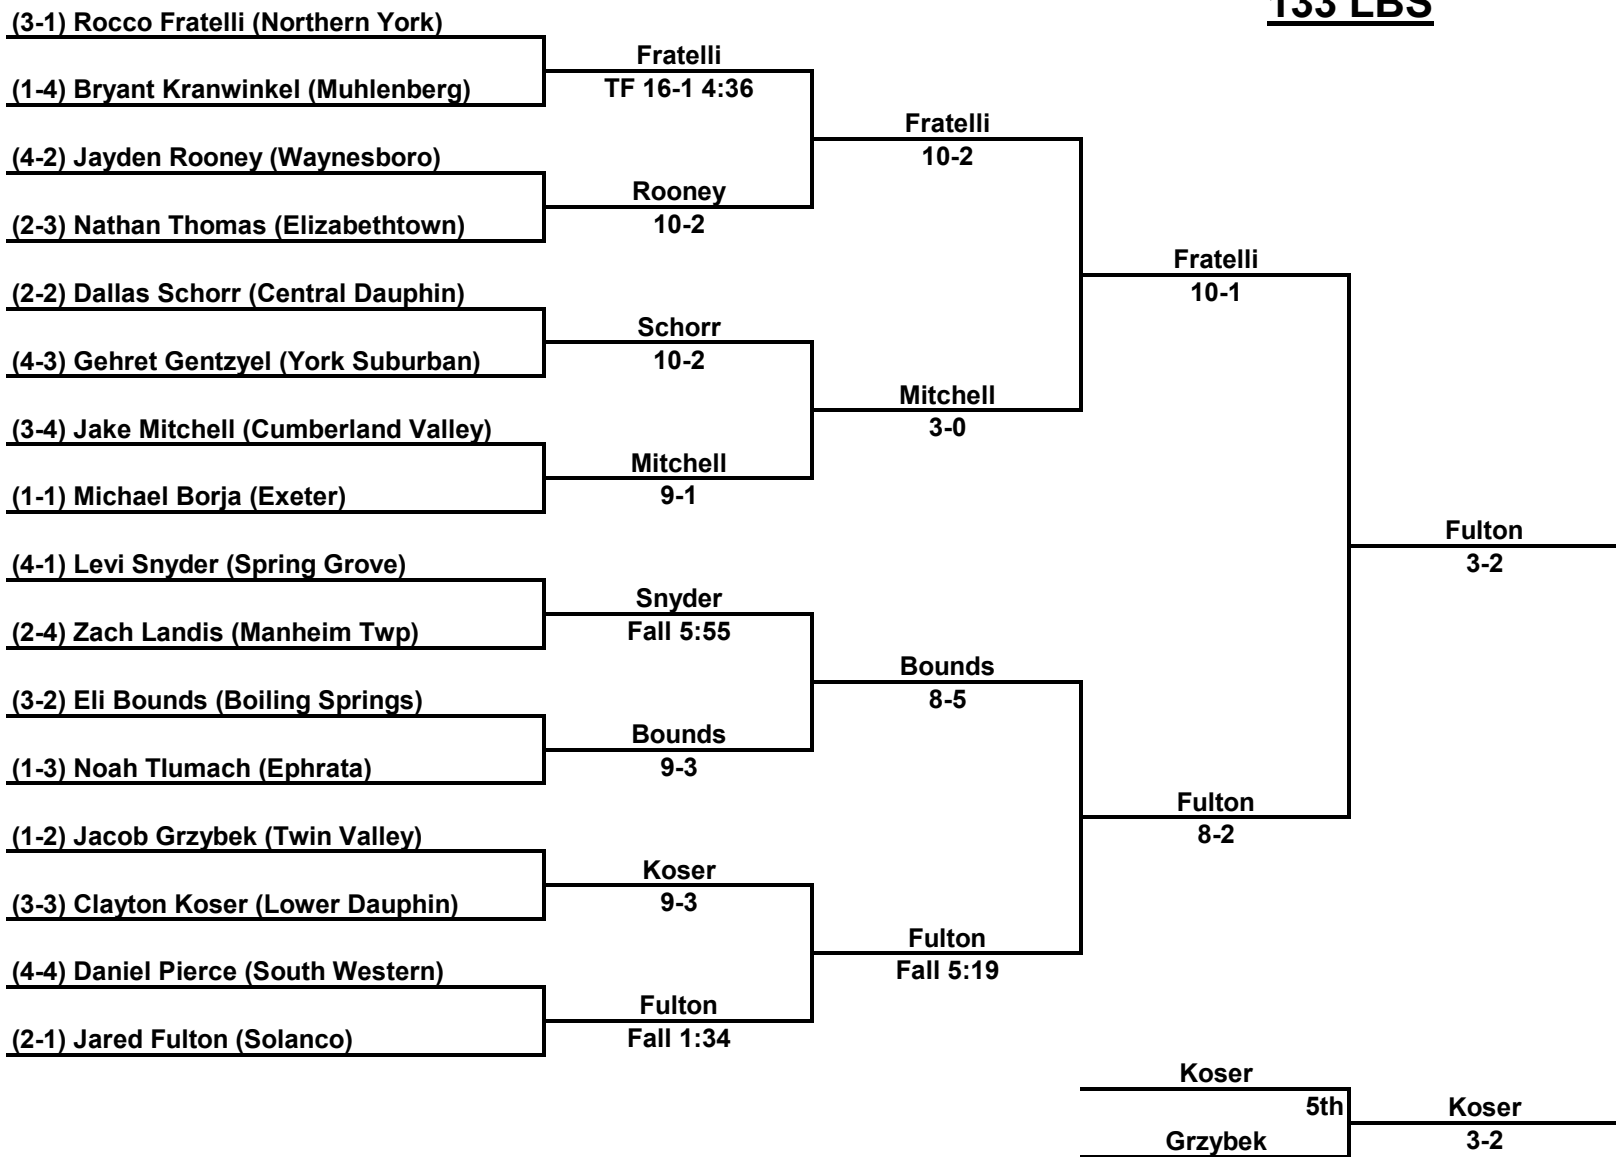 133 LBS
(3-1) Rocco Fratelli (Northern York)
Fratelli
(1-4) Bryant Kranwinkel (Muhlenberg)
TF 16-1 4:36
Fratelli
10-2
(4-2) Jayden Rooney (Waynesboro)
Rooney
(2-3) Nathan Thomas (Elizabethtown)
10-2
Fratelli
10-1
(2-2) Dallas Schorr (Central Dauphin)
Schorr
(4-3) Gehret Gentzyel (York Suburban)
10-2
Mitchell
3-0
(3-4) Jake Mitchell (Cumberland Valley)
Mitchell
(1-1) Michael Borja (Exeter)
9-1
Fulton
3-2
(4-1) Levi Snyder (Spring Grove)
Snyder
(2-4) Zach Landis (Manheim Twp)
Fall 5:55
Bounds
8-5
(3-2) Eli Bounds (Boiling Springs)
Bounds
(1-3) Noah Tlumach (Ephrata)
9-3
Fulton
8-2
(1-2) Jacob Grzybek (Twin Valley)
Koser
(3-3) Clayton Koser (Lower Dauphin)
9-3
Fulton
Fall 5:19
(4-4) Daniel Pierce (South Western)
Fulton
(2-1) Jared Fulton (Solanco)
Fall 1:34
Koser
5th
Koser
Grzybek
3-2